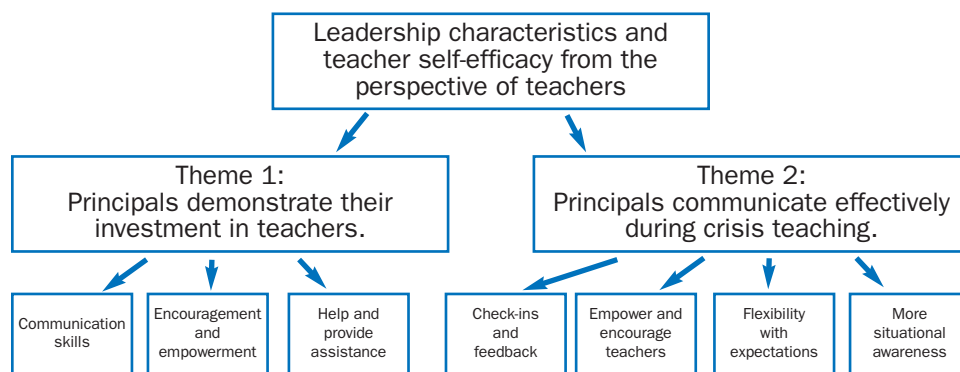 Leadership characteristics and
teacher self-efficacy from the
perspective of teachers
Theme 1:
Principals demonstrate their
investment in teachers.
Theme 2:
Principals communicate effectively
during crisis teaching.
Communication
skills
Encouragement
and
empowerment
Help and
provide
assistance
Check-ins
and
feedback
Empower and
encourage
teachers
Flexibility
with
expectations
More
situational
awareness